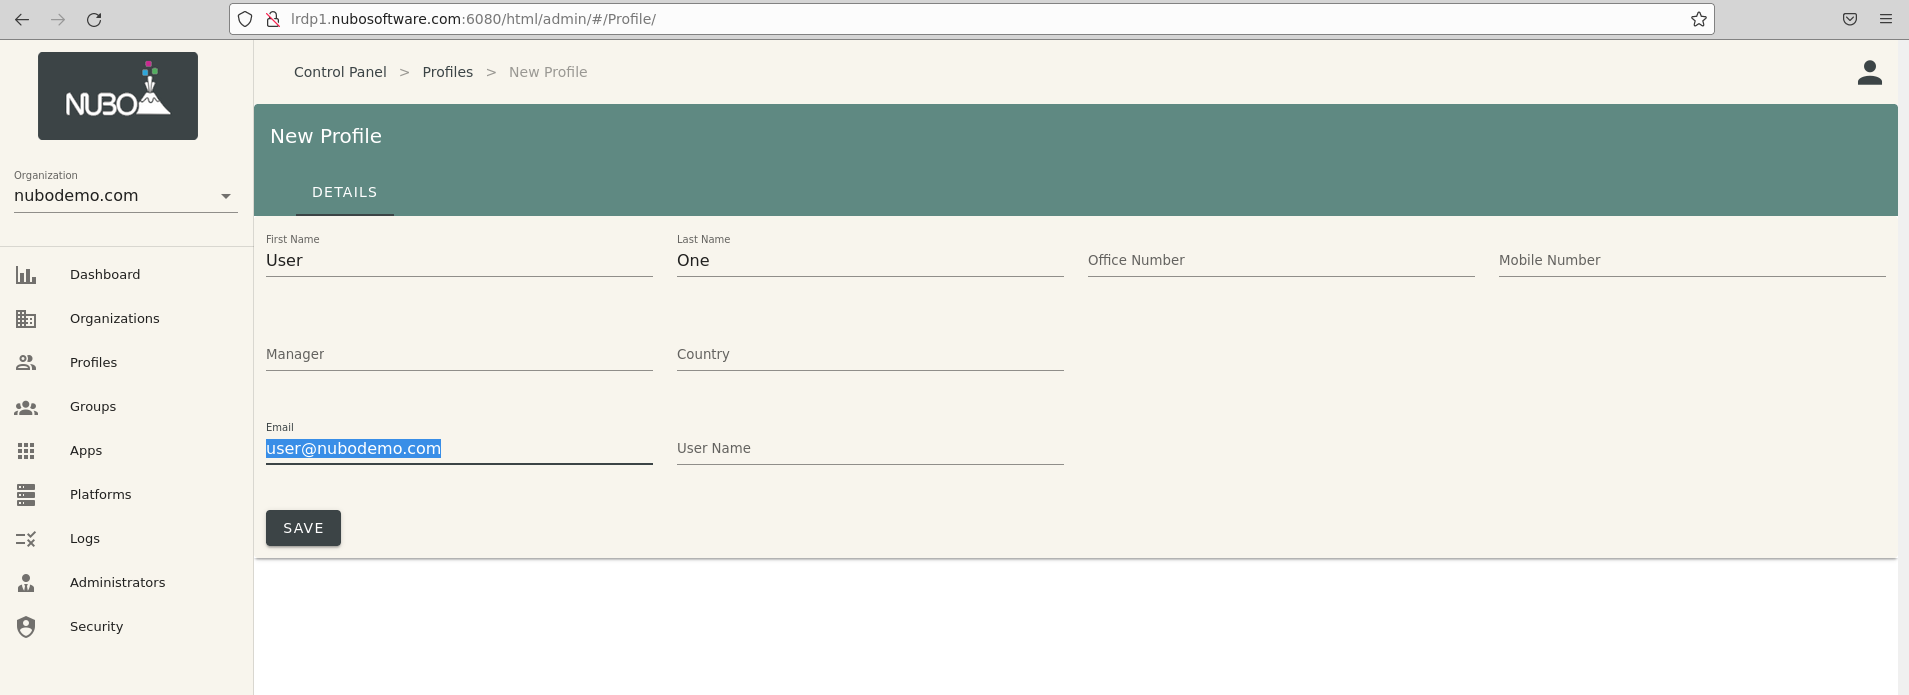 lrdp1.nubosoftware.com:6080/html/admin/#/Profile/
NUBO
Organization
nubodemo.com
Dashboard
Organizations
Profiles
Groups
Apps
Platforms
Logs
Administrators
Security
Control Panel > Profiles > New Profile
New Profile
DETAILS
First Name
User
Last Name
One
Office Number
Mobile Number
Manager
Country
Email
user@nubodemo.com
User Name
SAVE